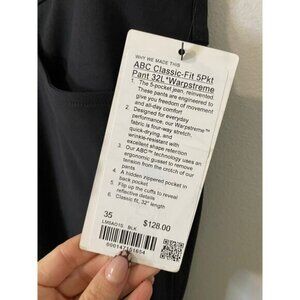 WHY WE MADE THIS
ABC Classic-Fit 5Pkt
Pant 32L *Warpstreme
1. The 5-pocket jean, reinvented.
These pants are engineered to
give you freedom of movement
and all-day comfort
2. Designed for everyday
performance, our Warpstreme™
fabric is four-way stretch,
quick-drying, and
wrinkle-resistant with
excellent shape retention
3. Our ABC™ technology uses an
ergonomic gusset to remove
tension from the crotch of our
pants
4. A hidden zippered pocket in
back pocket
5. Flip up the cuffs to reveal
reflective details
6. Classic fit, 32" length
35
$128.00
BLK